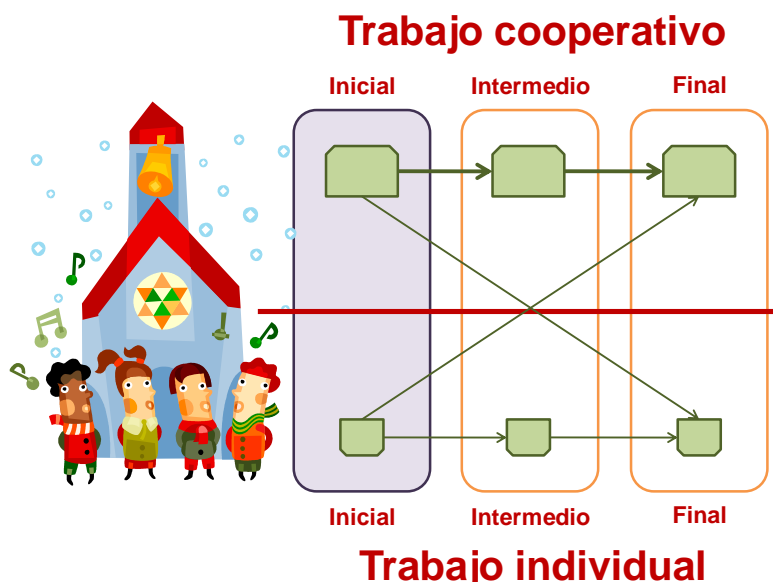 Trabajo cooperativo
Inicial Intermedio Final
Inicial Intermedio Final
Trabajo individual